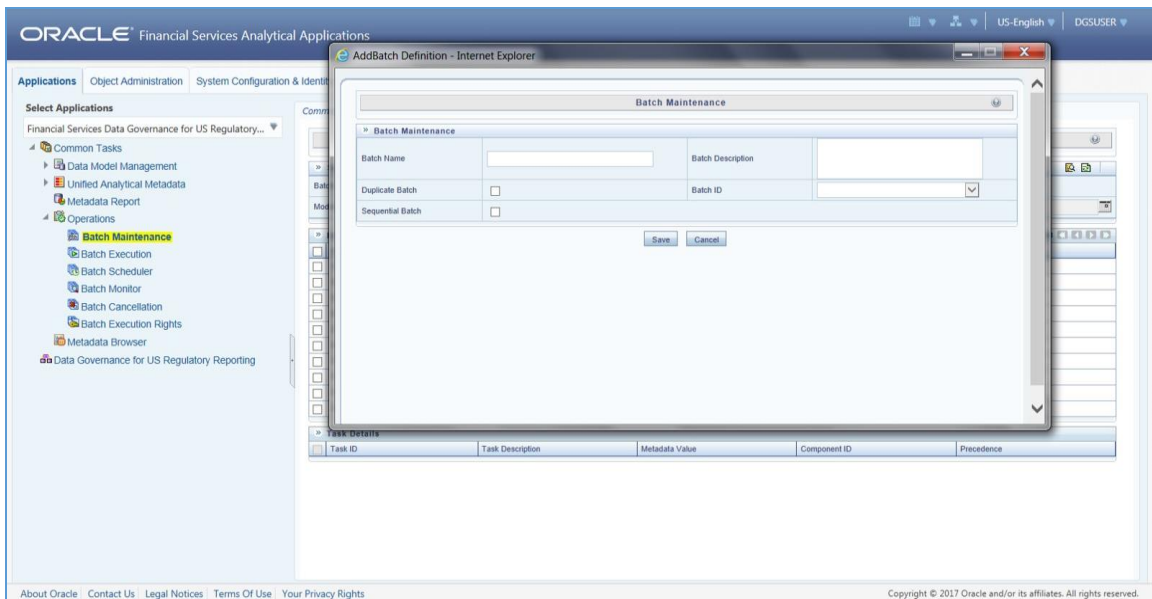 ORACLE Financial Services Analytical Applications
US-English DGSUSER
AddBatch Definition - Internet Explorer
Applications Object Administration System Configuration & Identit
Select Applications
Financial Services Data Governance for US Regulatory...
Common Tasks
Data Model Management
Unified Analytical Metadata
Metadata Report
Operations
Batch Maintenance
Batch Execution
Batch Scheduler
Batch Monitor
Batch Cancellation
Batch Execution Rights
Metadata Browser
Data Governance for US Regulatory Reporting
Comm
Batc
Mod
Batch Maintenance
» Batch Maintenance
Batch Name Batch Description
Duplicate Batch Batch ID
Sequential Batch
Save Cancel
» Task Details
Task ID Task Description Metadata Value Component ID Precedence
About Oracle Contact Us Legal Notices Terms Of Use Your Privacy Rights
Copyright © 2017 Oracle and/or its affiliates. All rights reserved.